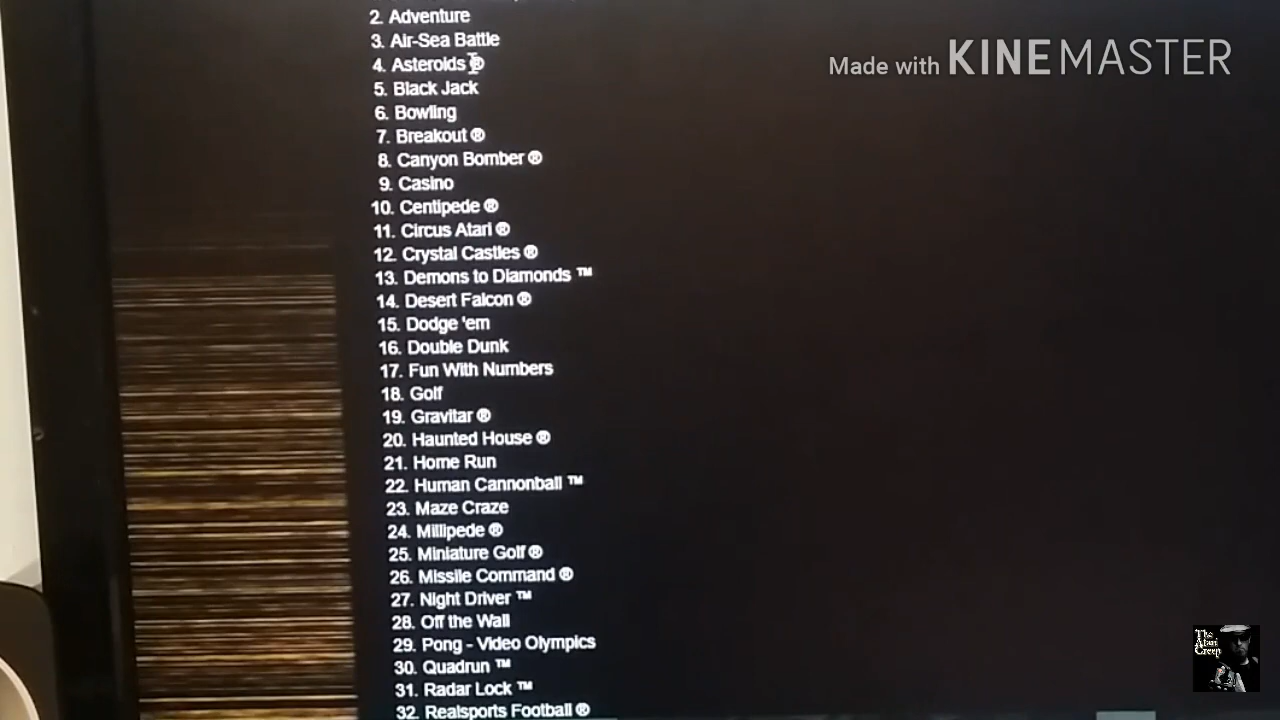 Made with KINEMASTER
2. Adventure
3. Air-Sea Battle
4. Asteroids ®
5. Black Jack
6. Bowling
7. Breakout ®
8. Canyon Bomber ®
9. Casino
10. Centipede ®
11. Circus Atari ®
12. Crystal Castles ®
13. Demons to Diamonds ™
14. Desert Falcon ®
15. Dodge 'em
16. Double Dunk
17. Fun With Numbers
18. Golf
19. Gravitar ®
20. Haunted House ®
21. Home Run
22. Human Cannonball ™
23. Maze Craze
24. Millipede ®
25. Miniature Golf ®
26. Missile Command ®
27. Night Driver ™
28. Off the Wall
29. Pong - Video Olympics
30. Quadrun ™
31. Radar Lock ™
32. Realsports Football ®
The
Atari
Creep